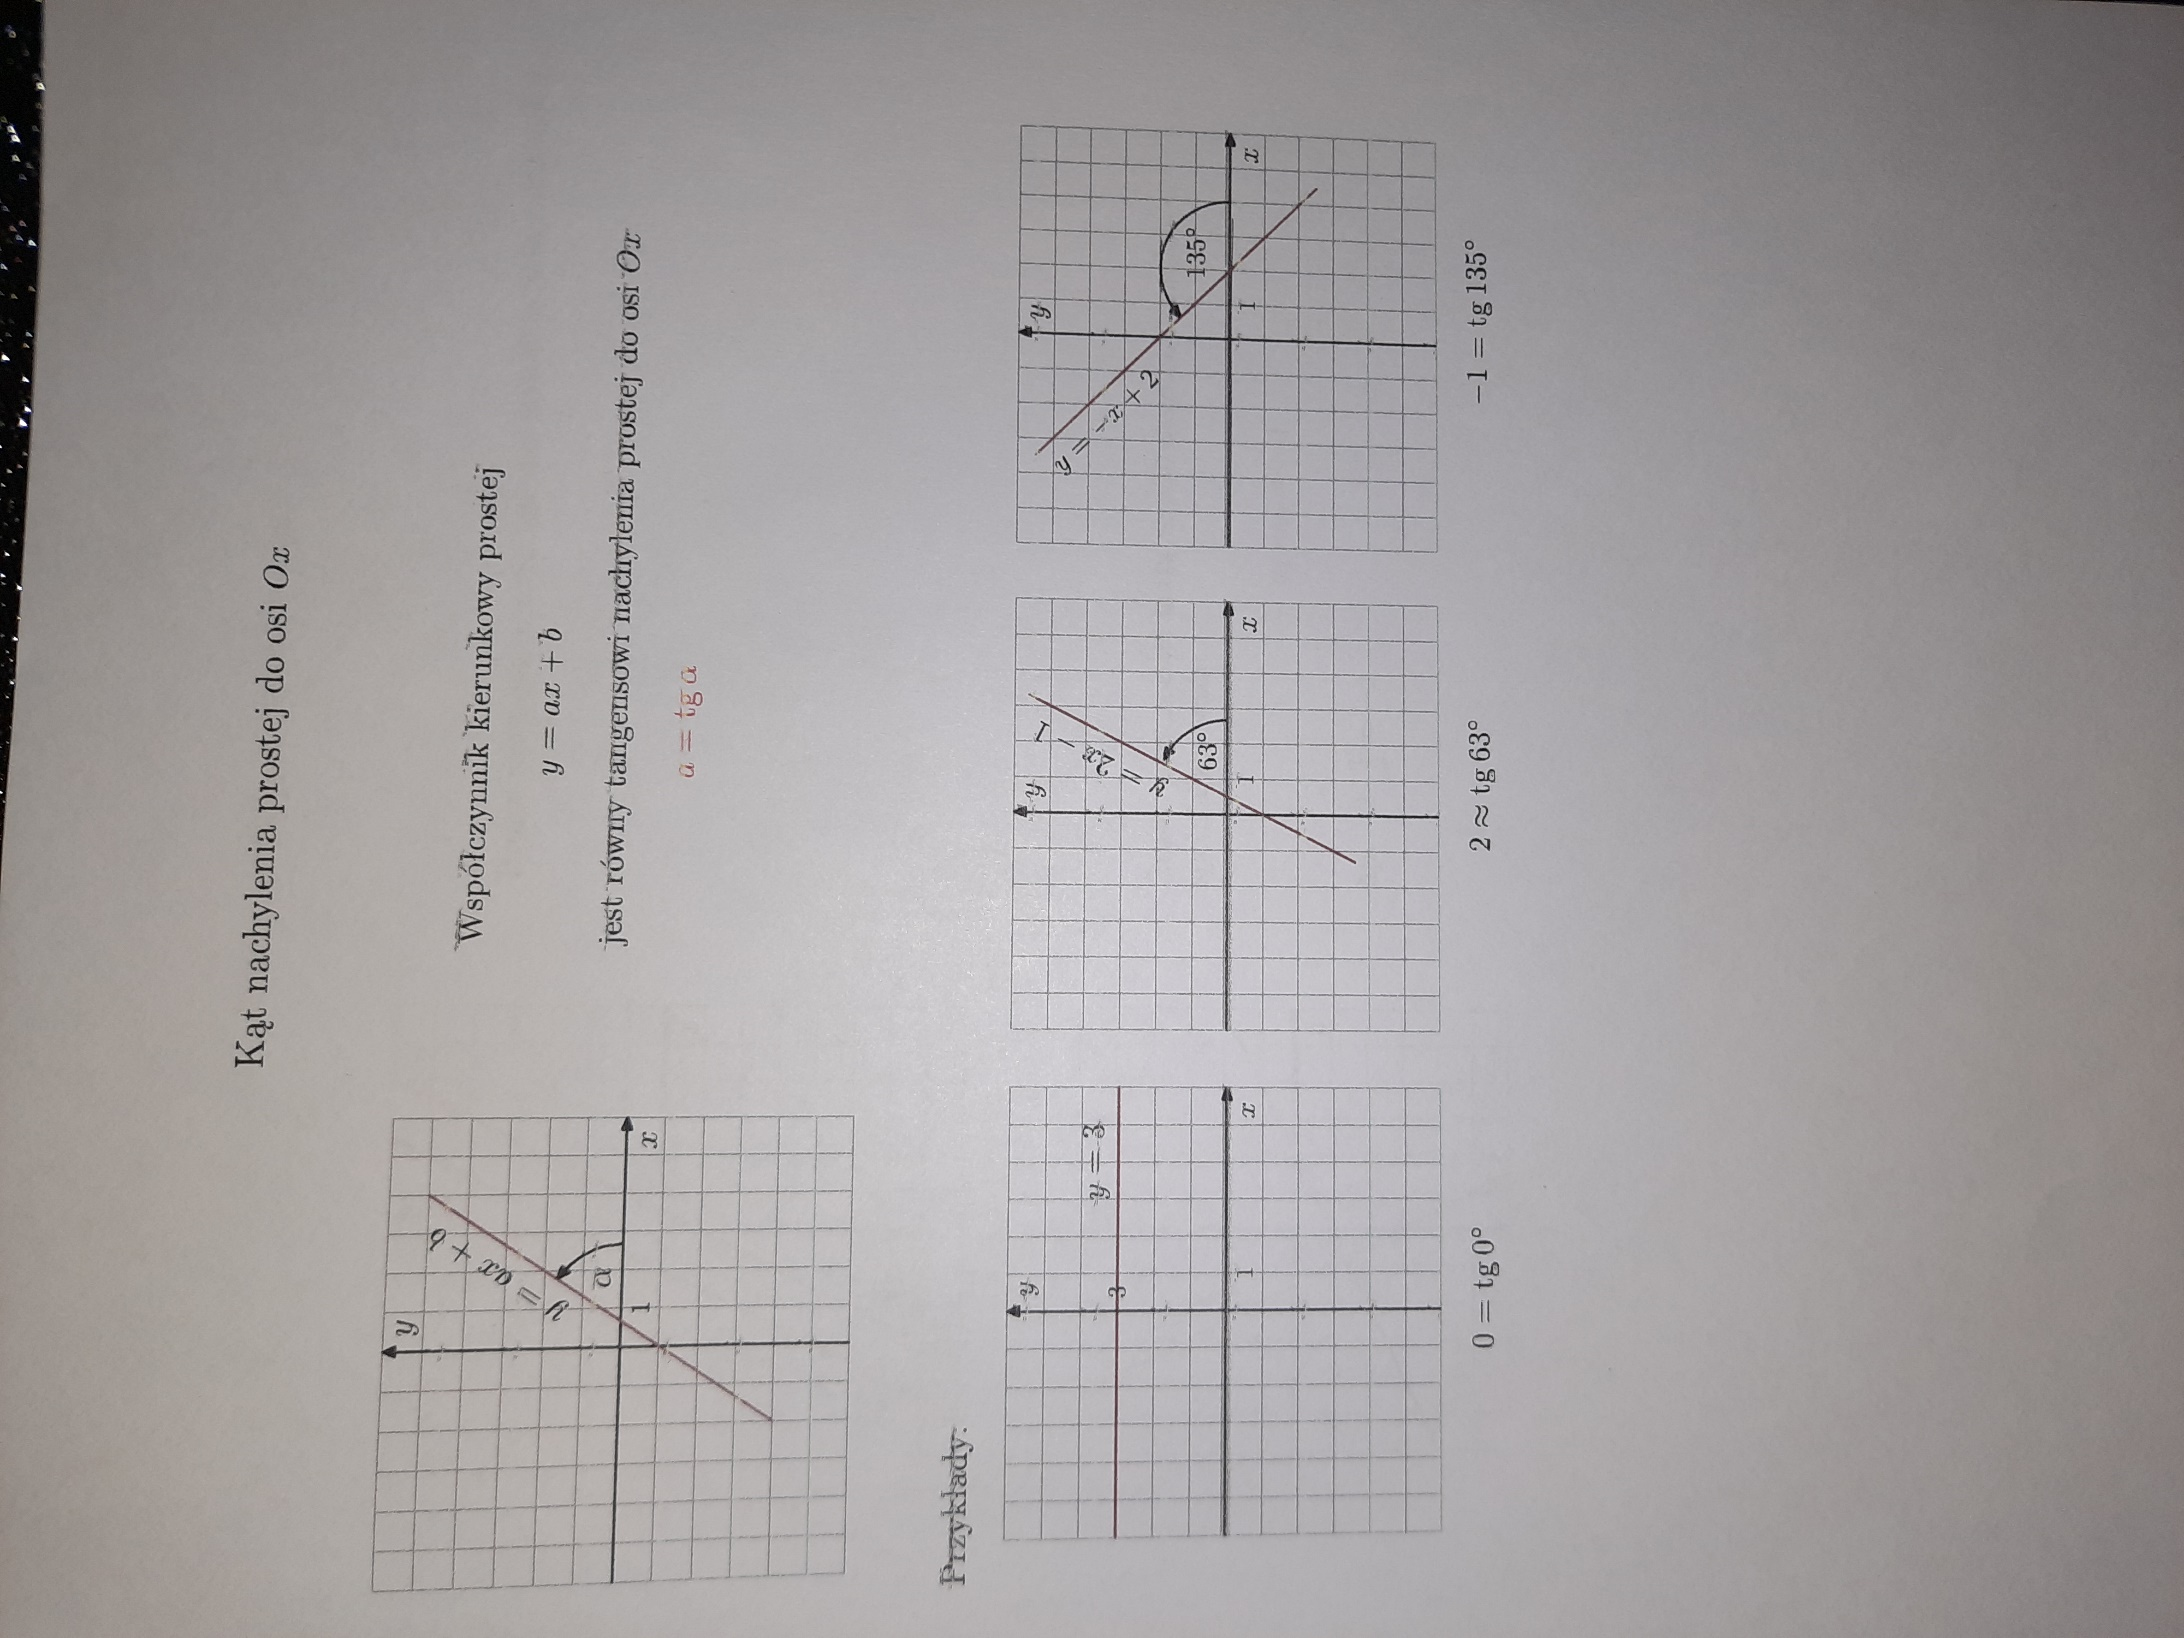 Kąt nachylenia prostej do osi Ox
y
x
1
α
y = ax + b
Współczynnik kierunkowy prostej
y = ax + b
jest równy tangensowi nachylenia prostej do osi Ox
a = tg α
Przykłady:
y
x
1
3
y = 3
0 = tg 0°
y
x
1
63°
y = 2x - 1
2 ≈ tg 63°
y
x
1
135°
y = -x + 2
−1 = tg 135°